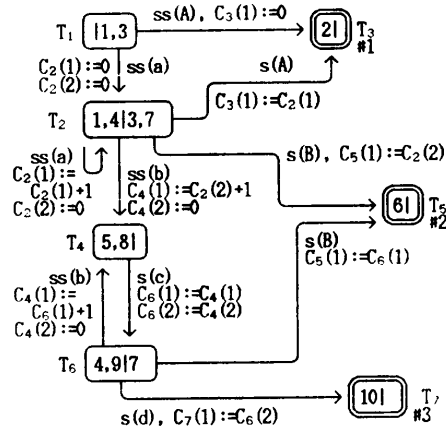 T₁ |1,3
ss(A), C₃(1):=0
2| T₃
#1
C₂(1):=0
C₂(2):=0
ss(a)
s(A)
C₃(1):=C₂(1)
T₂ 1,4|3,7
ss(a)
C₂(1):=
C₂(1)+1
C₂(2):=0
ss(b)
C₄(1):=C₂(2)+1
C₄(2):=0
s(B), C₅(1):=C₂(2)
6| T₅
#2
T₄ 5,8|
s(B)
C₅(1):=C₆(1)
ss(b)
C₄(1):=
C₆(1)+1
C₄(2):=0
s(c)
C₆(1):=C₄(1)
C₆(2):=C₄(2)
T₆ 4,9|7
10| T₇
#3
s(d), C₇(1):=C₆(2)